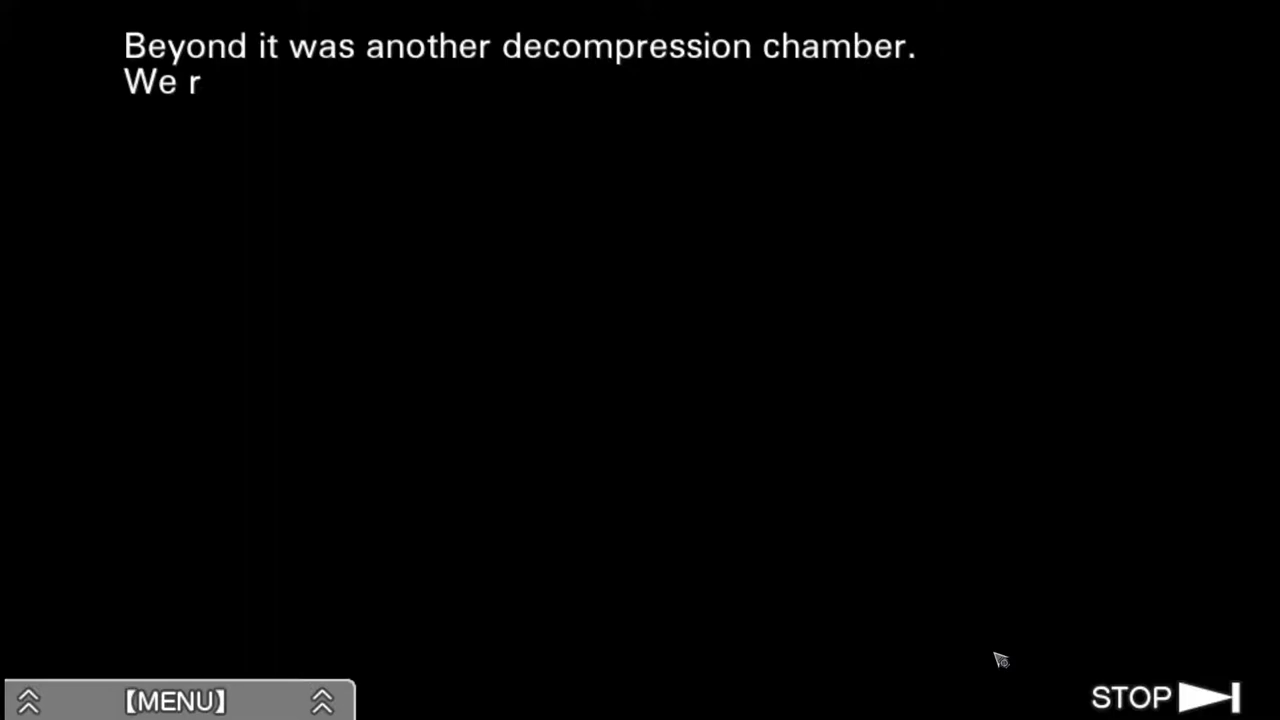 Beyond it was another decompression chamber.
We r
【MENU】
STOP